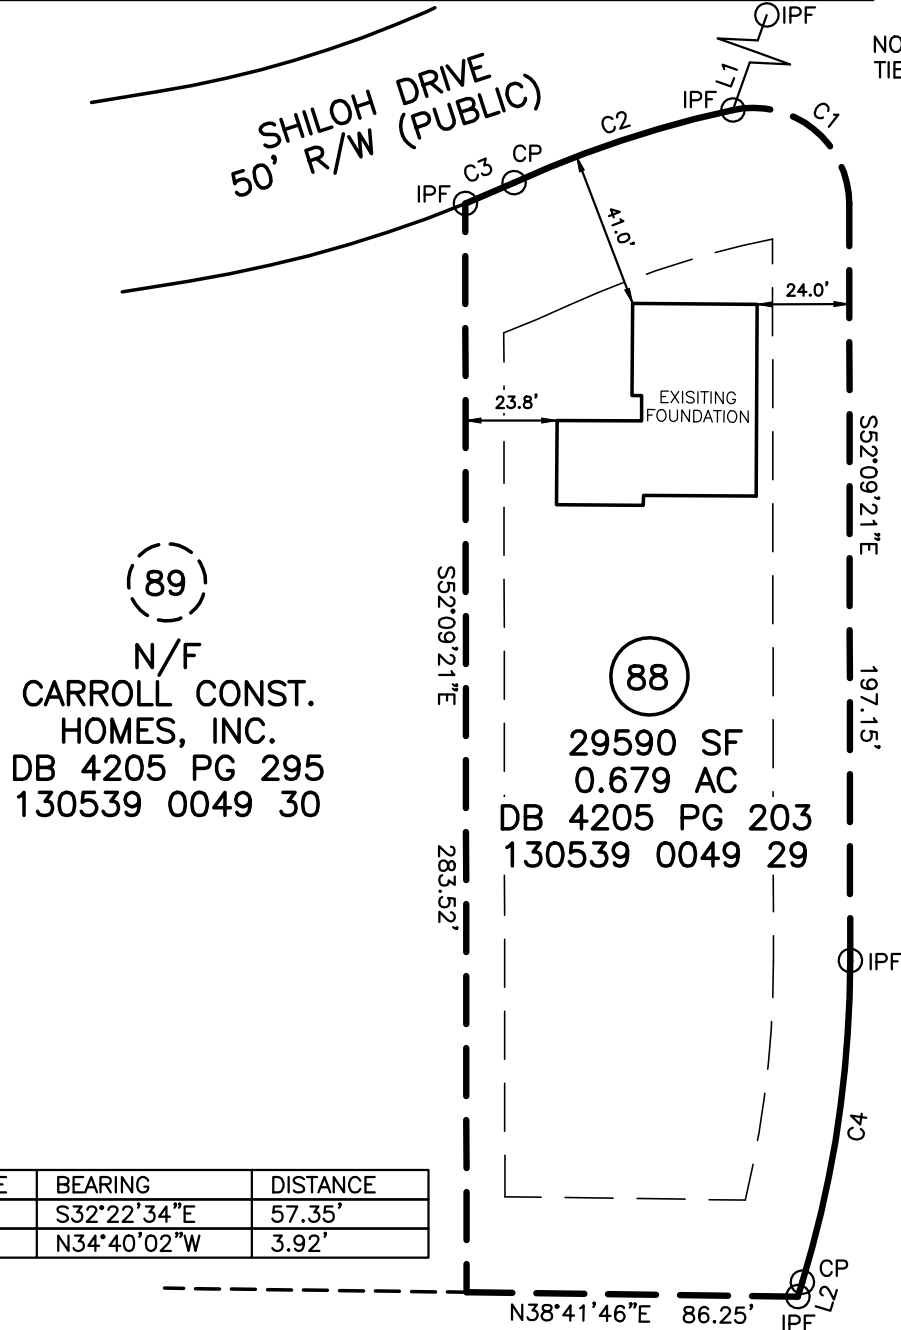 IPF
NO
TIE
L1
SHILOH DRIVE
50' R/W (PUBLIC)
IPF
C1
C2
CP
C3
IPF
41.0'
24.0'
23.8'
EXISITING
FOUNDATION
S52°09'21"E
197.15'
S52°09'21"E
283.52'
89
N/F
CARROLL CONST.
HOMES, INC.
DB 4205 PG 295
130539 0049 30
88
29590 SF
0.679 AC
DB 4205 PG 203
130539 0049 29
IPF
C4
E BEARING DISTANCE
S32°22'34"E 57.35'
N34°40'02"W 3.92'
CP
L2
N38°41'46"E 86.25'
IPF